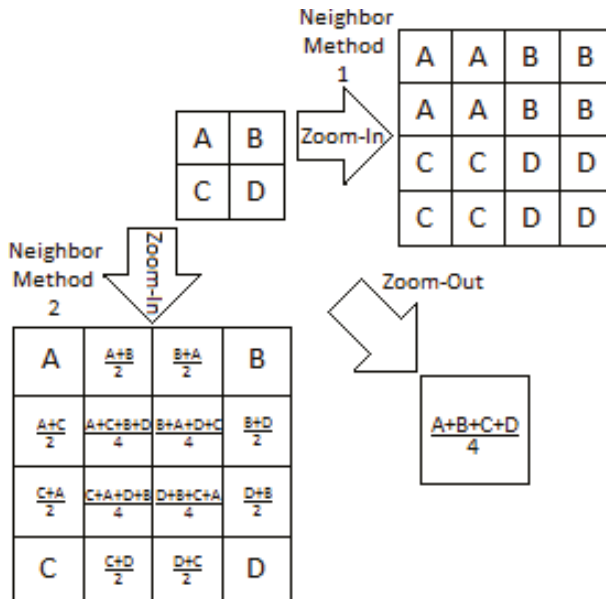 Neighbor
Method
1
A A B B
A A B B
C C D D
C C D D
Zoom-In
A B
C D
Zoom-In
Neighbor
Method
2
Zoom-Out
A A+B/2 B+A/2 B
A+C/2 A+C+B+D/4 B+A+D+C/4 B+D/2
C+A/2 C+A+D+B/4 D+B+C+A/4 D+B/2
C C+D/2 D+C/2 D
A+B+C+D
4